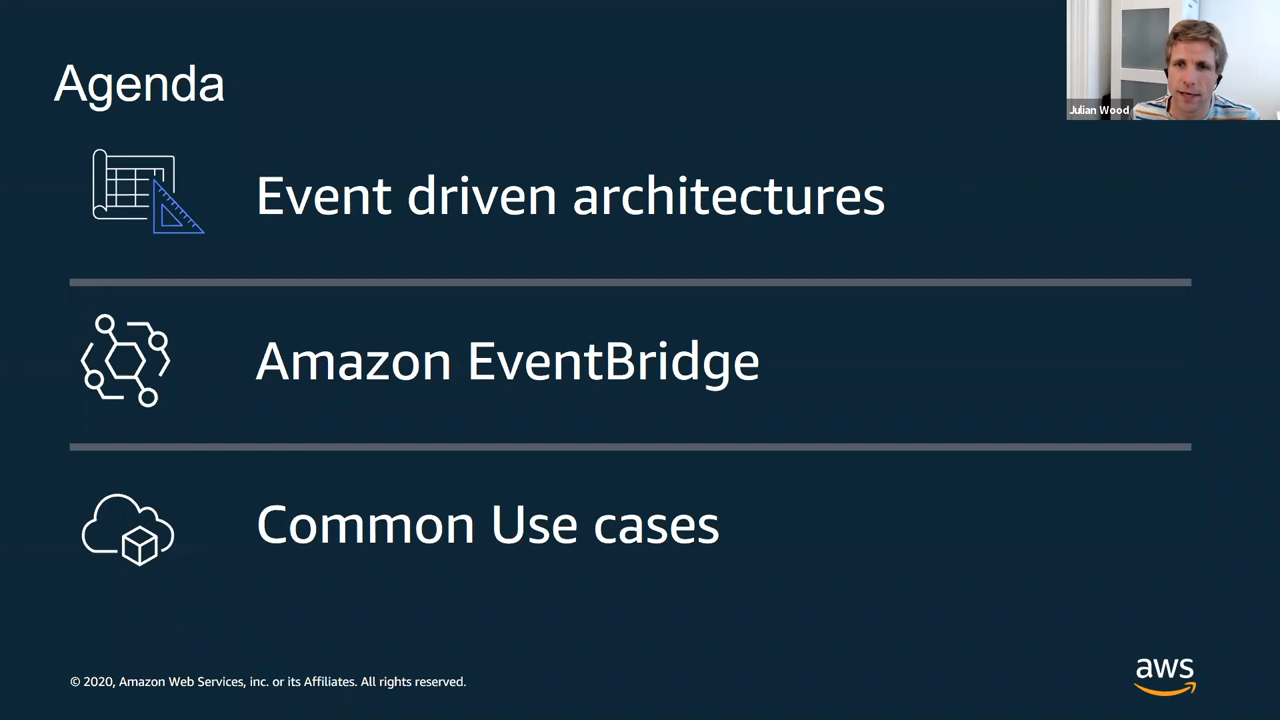 Agenda
Julian Wood
Event driven architectures
Amazon EventBridge
Common Use cases
© 2020, Amazon Web Services, inc. or its Affiliates. All rights reserved.
aws